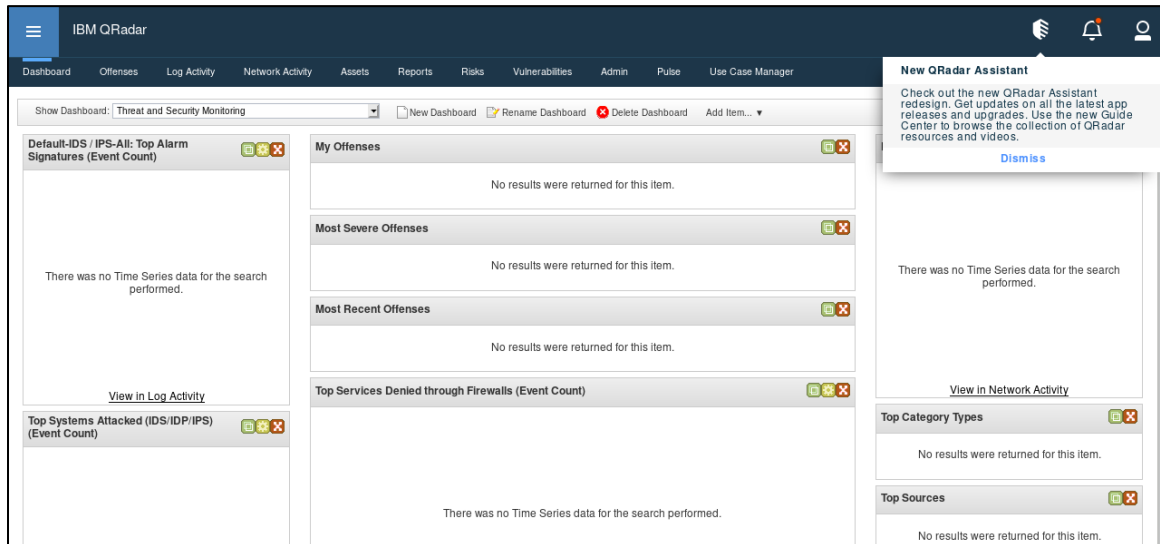 IBM QRadar
Dashboard Offenses Log Activity Network Activity Assets Reports Risks Vulnerabilities Admin Pulse Use Case Manager
New QRadar Assistant
Check out the new QRadar Assistant
redesign. Get updates on all the latest app
releases and upgrades. Use the new Guide
Center to browse the collection of QRadar
resources and videos.
Dismiss
Show Dashboard: Threat and Security Monitoring New Dashboard Rename Dashboard Delete Dashboard Add Item...
Default-IDS / IPS-All: Top Alarm
Signatures (Event Count)
There was no Time Series data for the search
performed.
View in Log Activity
Top Systems Attacked (IDS/IDP/IPS)
(Event Count)
My Offenses
No results were returned for this item.
Most Severe Offenses
No results were returned for this item.
Most Recent Offenses
No results were returned for this item.
Top Services Denied through Firewalls (Event Count)
There was no Time Series data for the search performed.
There was no Time Series data for the search
performed.
View in Network Activity
Top Category Types
No results were returned for this item.
Top Sources
No results were returned for this item.